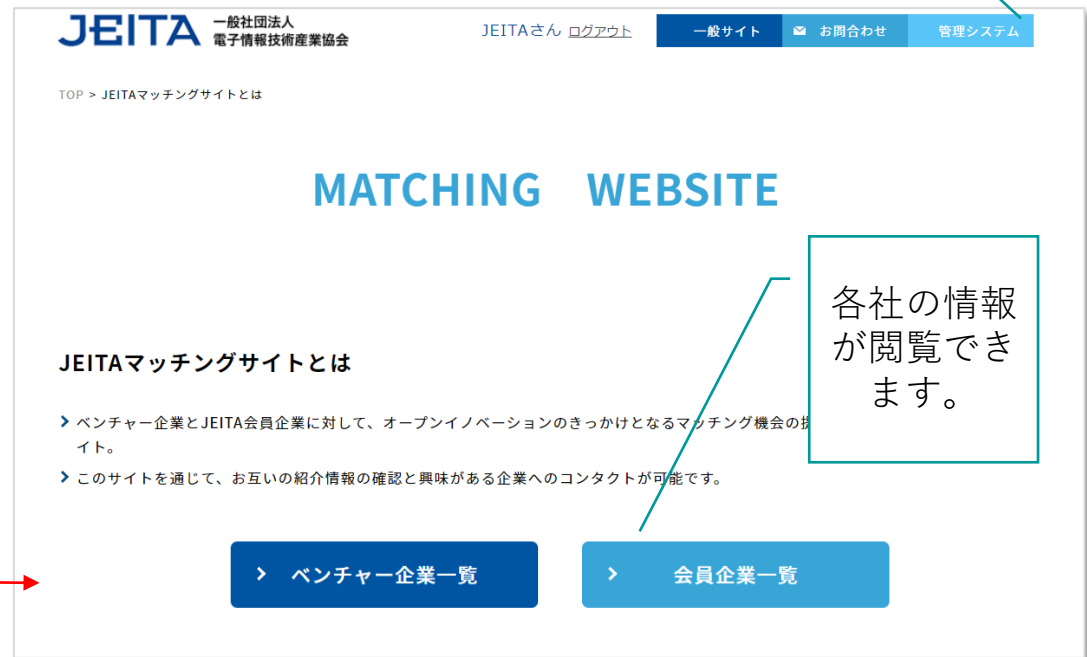 JEITA 一般社団法人
電子情報技術産業協会
JEITAさん ログアウト 一般サイト お問合わせ 管理システム
TOP > JEITAマッチングサイトとは
MATCHING WEBSITE
各社の情報
が閲覧でき
ます。
JEITAマッチングサイトとは
ベンチャー企業とJEITA会員企業に対して、オープンイノベーションのきっかけとなるマッチング機会の
イト。
このサイトを通じて、お互いの紹介情報の確認と興味がある企業へのコンタクトが可能です。
ベンチャー企業一覧
会員企業一覧